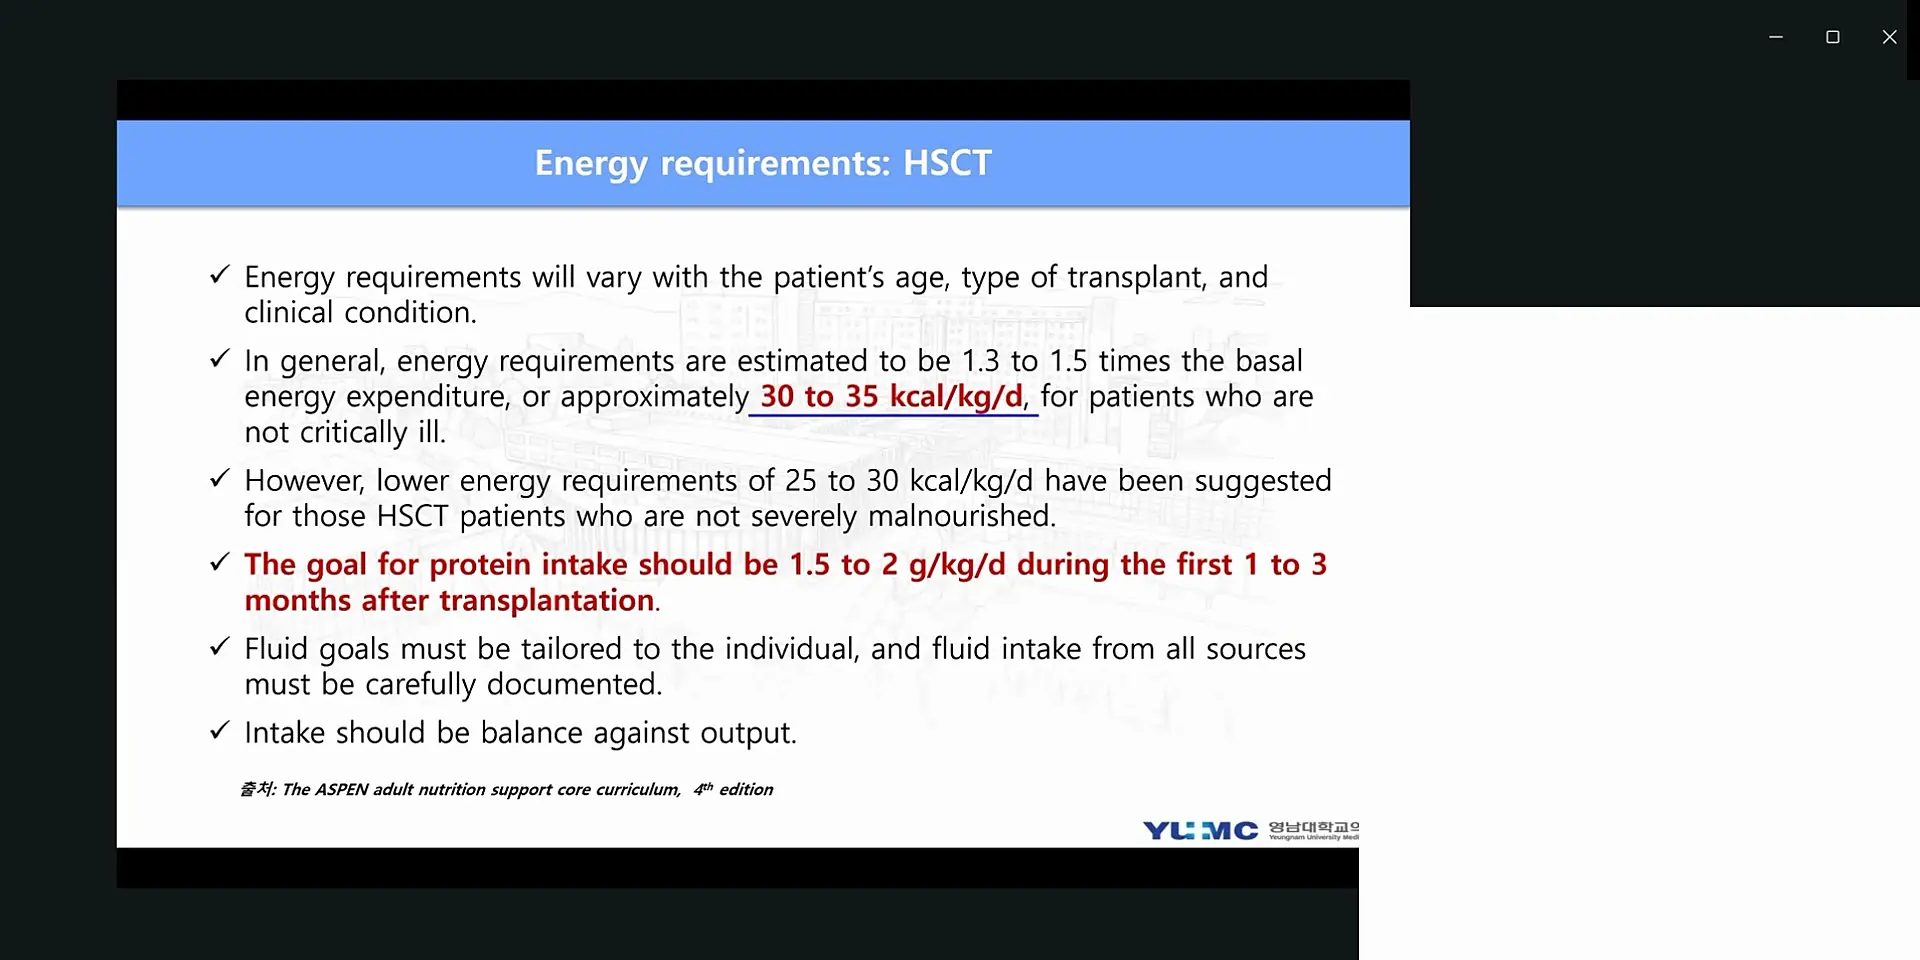 Energy requirements: HSCT
✓ Energy requirements will vary with the patient's age, type of transplant, and
clinical condition.
✓ In general, energy requirements are estimated to be 1.3 to 1.5 times the basal
energy expenditure, or approximately 30 to 35 kcal/kg/d, for patients who are
not critically ill.
✓ However, lower energy requirements of 25 to 30 kcal/kg/d have been suggested
for those HSCT patients who are not severely malnourished.
✓ The goal for protein intake should be 1.5 to 2 g/kg/d during the first 1 to 3
months after transplantation.
✓ Fluid goals must be tailored to the individual, and fluid intake from all sources
must be carefully documented.
✓ Intake should be balance against output.
출처: The ASPEN adult nutrition support core curriculum, 4th edition
YUMC 영남대학교의
Yeungnam University Medi